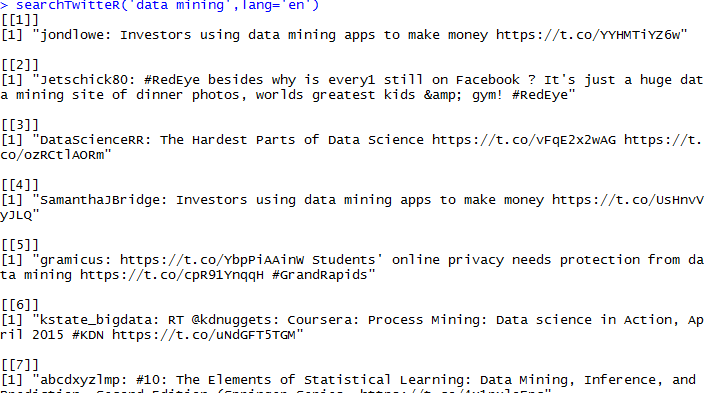 > searchTwitteR('data mining',lang='en')
[[1]]
[1] "jondlowe: Investors using data mining apps to make money https://t.co/YYHMTiYZ6w"
[[2]]
[1] "Jetschick80: #RedEye besides why is every1 still on Facebook ? It's just a huge dat
a mining site of dinner photos, worlds greatest kids &amp; gym! #RedEye"
[[3]]
[1] "DataScienceRR: The Hardest Parts of Data Science https://t.co/vFqE2x2wAG https://t.
co/ozRCtlAORm"
[[4]]
[1] "SamanthaJBridge: Investors using data mining apps to make money https://t.co/UsHnvV
yJLQ"
[[5]]
[1] "gramicus: https://t.co/YbpPiAAinW Students' online privacy needs protection from da
ta mining https://t.co/cpR91YnqqH #GrandRapids"
[[6]]
[1] "kstate_bigdata: RT @kdnuggets: Coursera: Process Mining: Data science in Action, Ap
ril 2015 #KDN https://t.co/uNdGFT5TGM"
[[7]]
[1] "abcdxyzlmp: #10: The Elements of Statistical Learning: Data Mining, Inference, and
Prediction, Second Edition (Springer Series